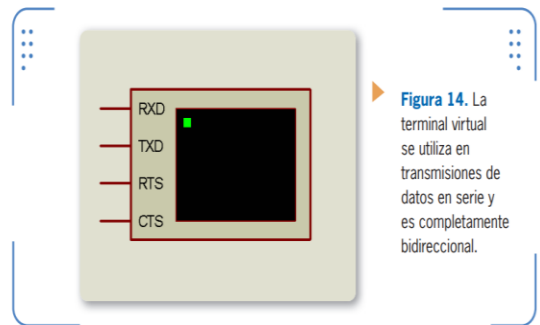 RXD
TXD
RTS
CTS
Figura 14. La
terminal virtual
se utiliza en
transmisiones de
datos en serie y
es completamente
bidireccional.